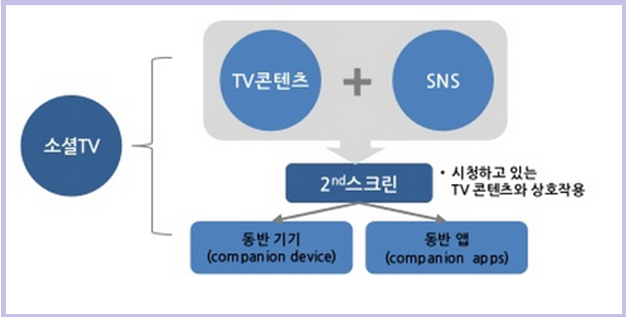 TV콘텐츠
+
SNS
소셜TV
2nd스크린
• 시청하고 있는
TV 콘텐츠와 상호작용
동반 기기
(companion device)
동반 앱
(companion apps)